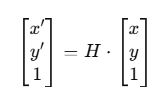 [x′ y′ 1] = H · [x y 1]